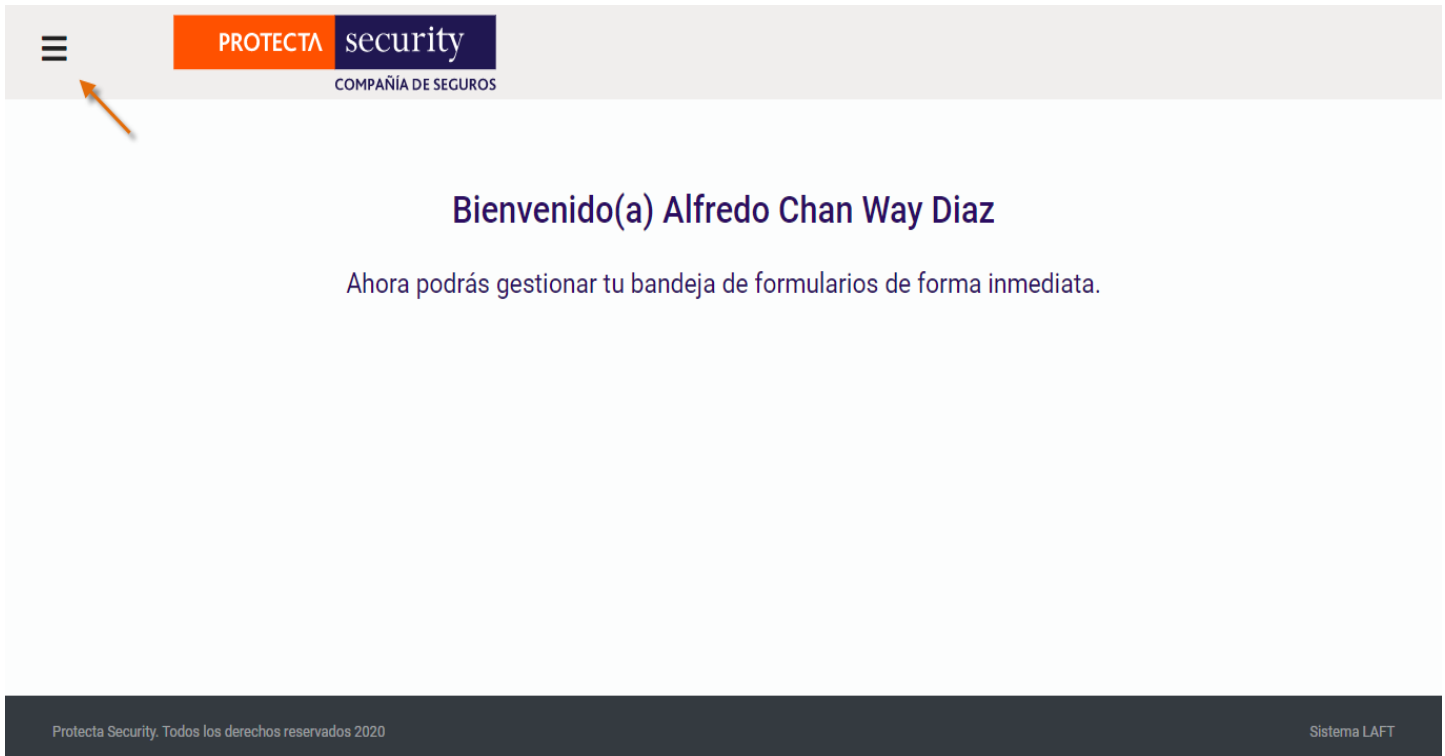 PROTECTA security
COMPAÑÍA DE SEGUROS
Bienvenido(a) Alfredo Chan Way Diaz
Ahora podrás gestionar tu bandeja de formularios de forma inmediata.
Protecta Security. Todos los derechos reservados 2020
Sistema LAFT